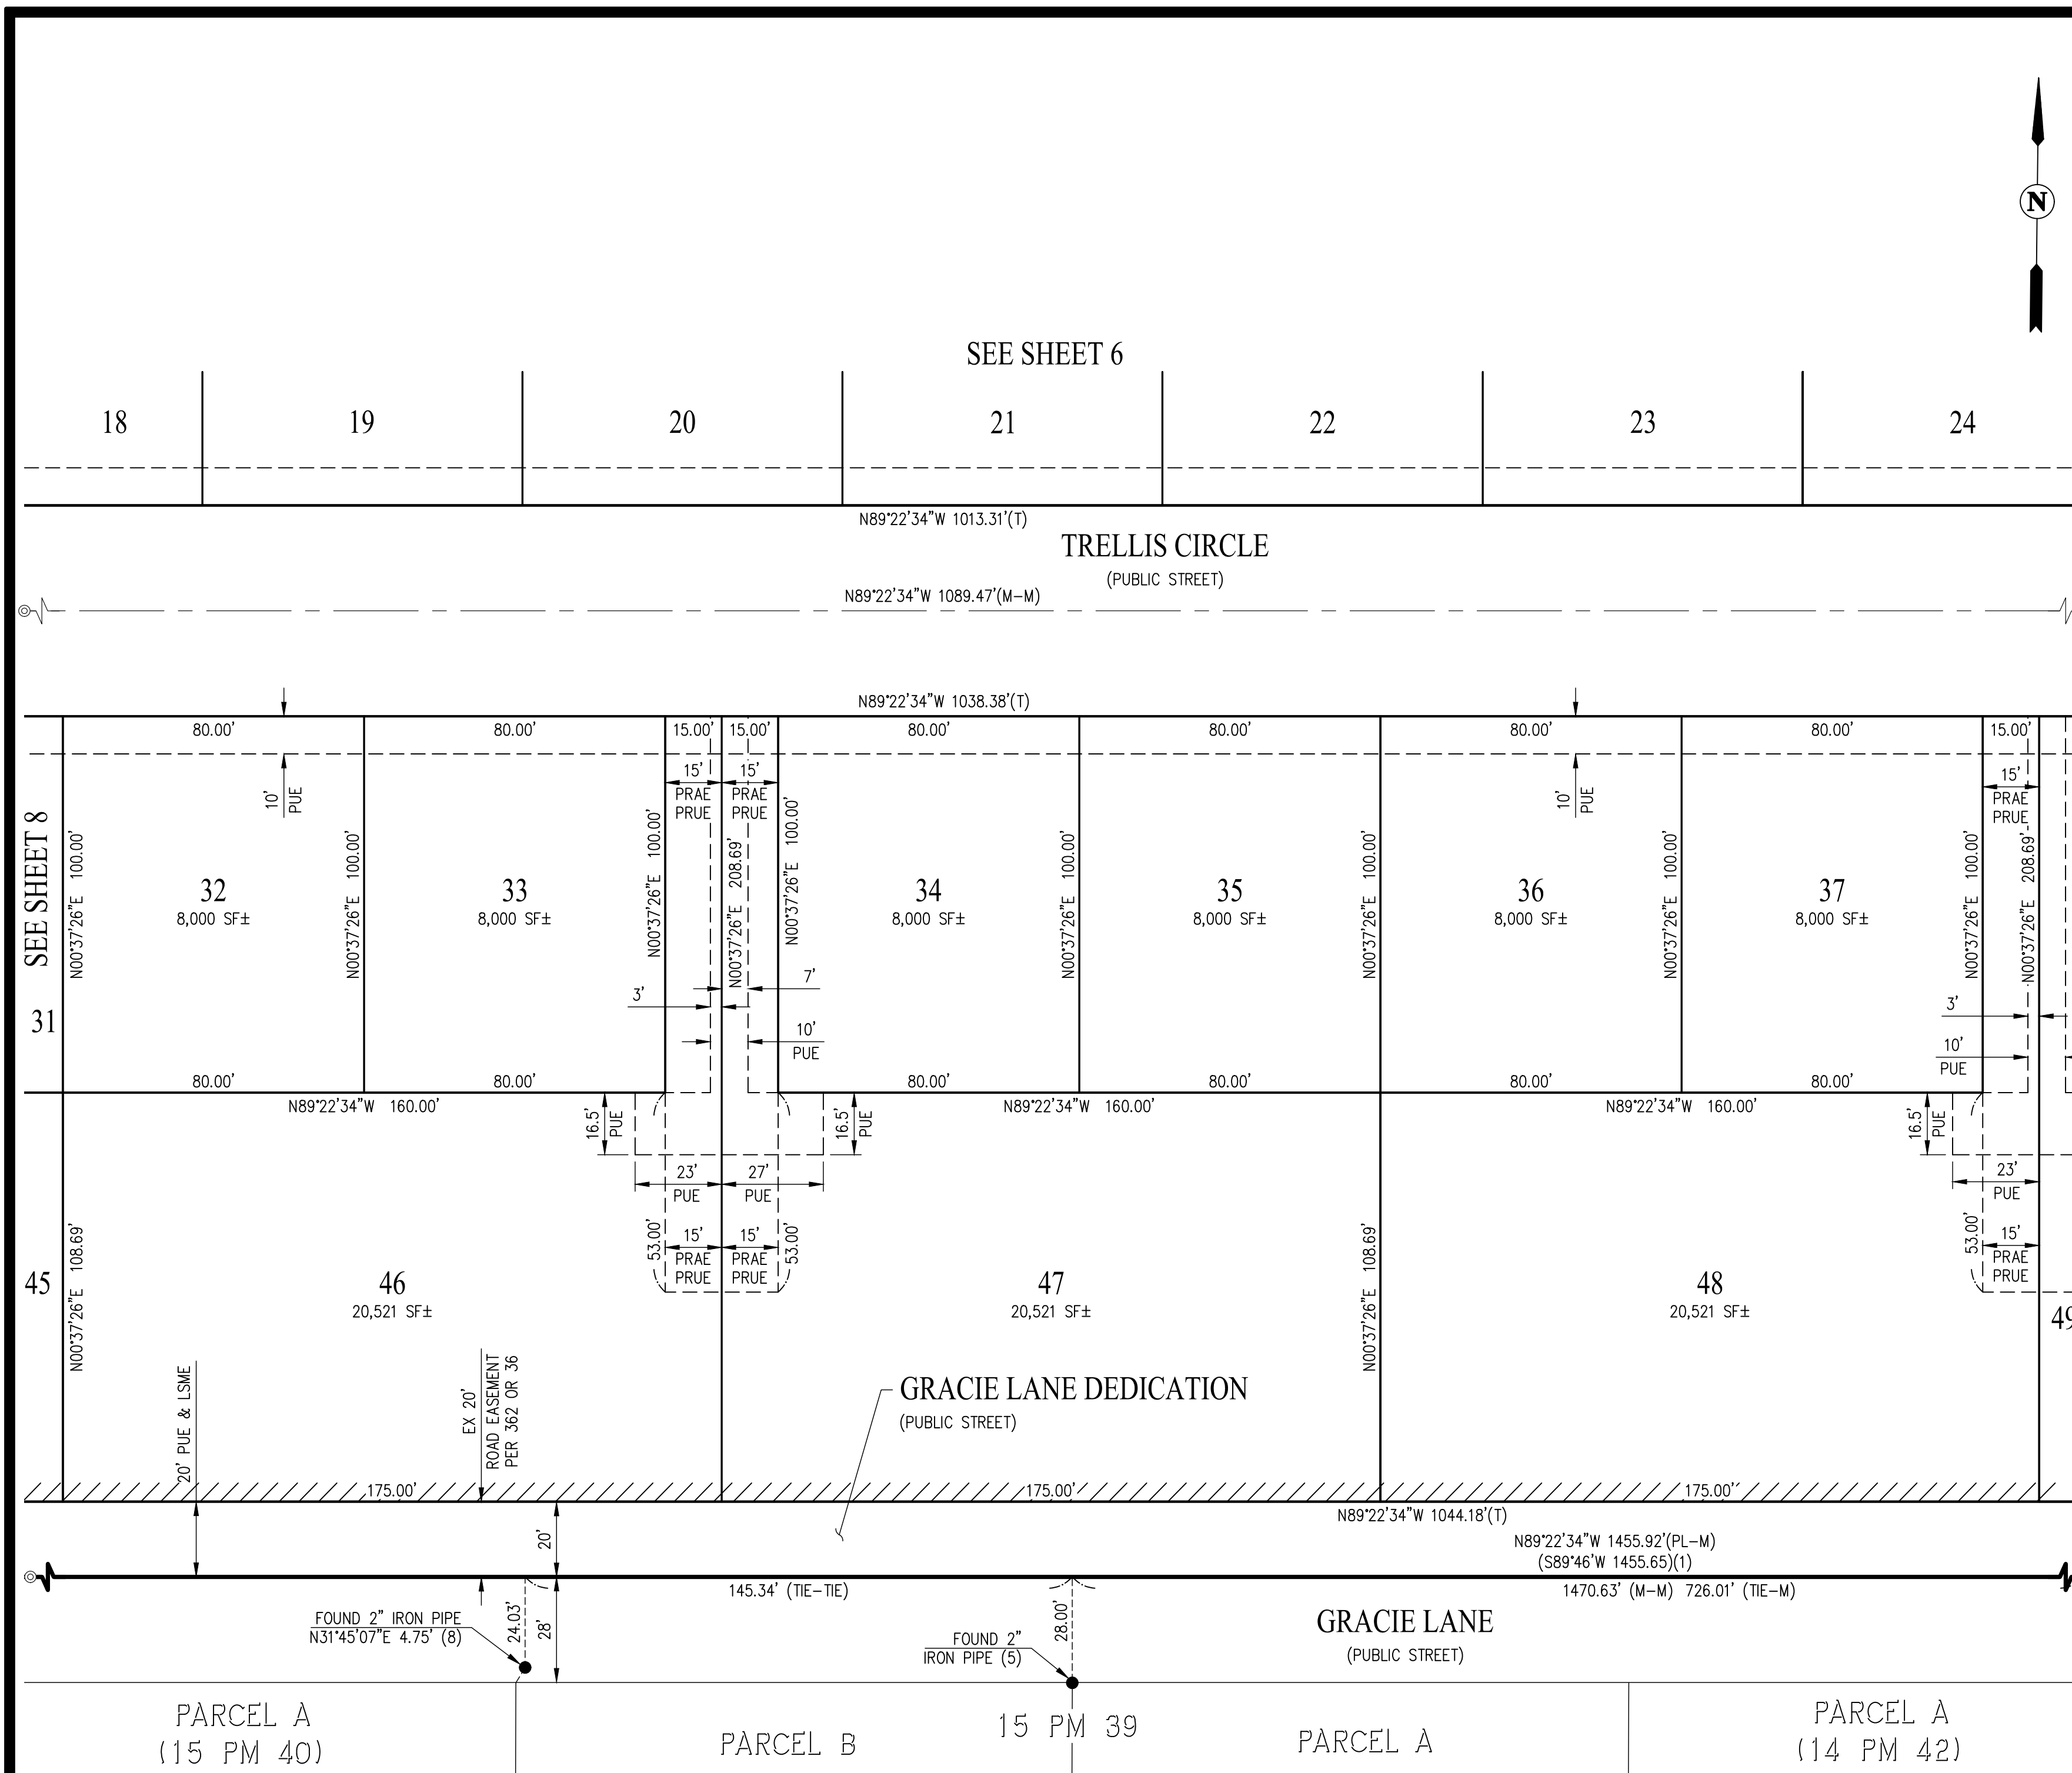 N
SEE SHEET 6
18
19
20
21
22
23
24
N89°22'34"W 1013.31'(T)
TRELLIS CIRCLE
(PUBLIC STREET)
N89°22'34"W 1089.47'(M-M)
N89°22'34"W 1038.38'(T)
80.00'
80.00'
15.00'
15.00'
80.00'
80.00'
80.00'
80.00'
15.00'
10'
PUE
15'
PRAE
PRUE
15'
PRAE
PRUE
10'
PUE
15'
PRAE
PRUE
SEE SHEET 8
N00°37'26"E 100.00'
N00°37'26"E 100.00'
N00°37'26"E 100.00'
N00°37'26"E 208.69'
N00°37'26"E 100.00'
N00°37'26"E 100.00'
N00°37'26"E 100.00'
N00°37'26"E 100.00'
N00°37'26"E 100.00'
N00°37'26"E 208.69'
32
8,000 SF±
33
8,000 SF±
34
8,000 SF±
35
8,000 SF±
36
8,000 SF±
37
8,000 SF±
31
3'
7'
10'
PUE
3'
10'
PUE
80.00'
80.00'
80.00'
80.00'
80.00'
80.00'
N89°22'34"W 160.00'
N89°22'34"W 160.00'
N89°22'34"W 160.00'
16.5'
PUE
16.5'
PUE
16.5'
PUE
23'
PUE
27'
PUE
23'
PUE
53.00'
15'
PRAE
PRUE
15'
PRAE
PRUE
53.00'
53.00'
15'
PRAE
PRUE
45
N00°37'26"E 108.69'
46
20,521 SF±
47
20,521 SF±
N00°37'26"E 108.69'
48
20,521 SF±
49
20' PUE & LSME
EX 20'
ROAD EASEMENT
PER 362 OR 36
GRACIE LANE DEDICATION
(PUBLIC STREET)
175.00'
175.00'
175.00'
N89°22'34"W 1044.18'(T)
20'
N89°22'34"W 1455.92'(PL-M)
(S89°46'W 1455.65)(1)
145.34' (TIE-TIE)
1470.63' (M-M) 726.01' (TIE-M)
FOUND 2" IRON PIPE
N31°45'07"E 4.75' (8)
24.03'
28'
FOUND 2"
IRON PIPE (5)
28.00'
GRACIE LANE
(PUBLIC STREET)
PARCEL A
(15 PM 40)
PARCEL B
15 PM 39
PARCEL A
PARCEL A
(14 PM 42)